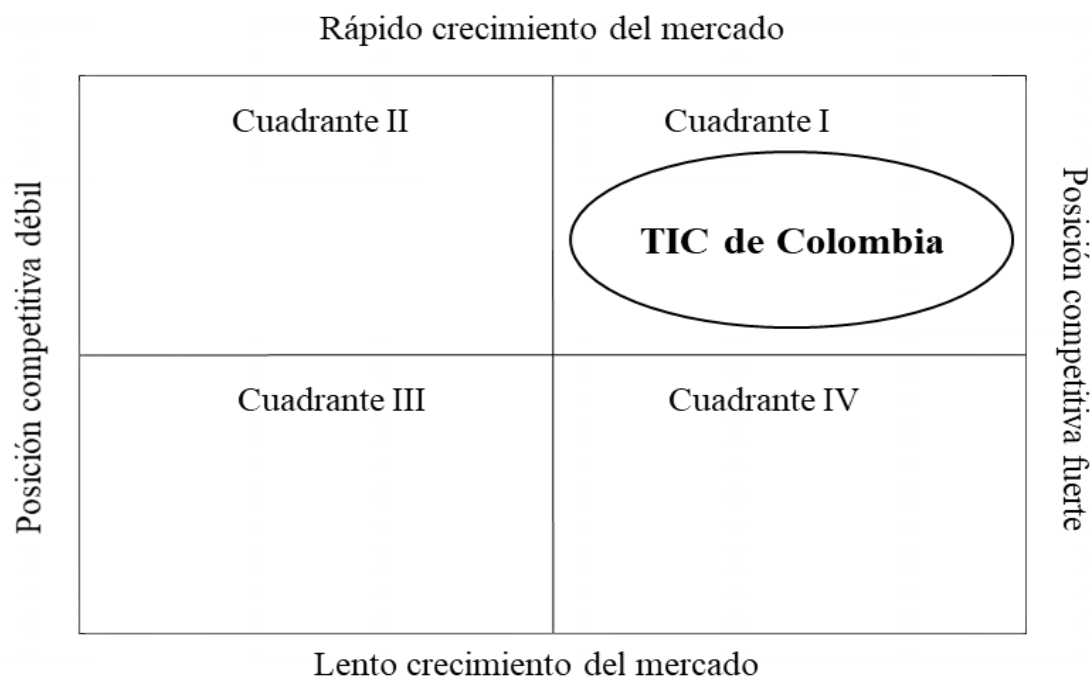 Rápido crecimiento del mercado
Cuadrante II
Cuadrante I
TIC de Colombia
Posición competitiva débil
Posición competitiva fuerte
Cuadrante III
Cuadrante IV
Lento crecimiento del mercado